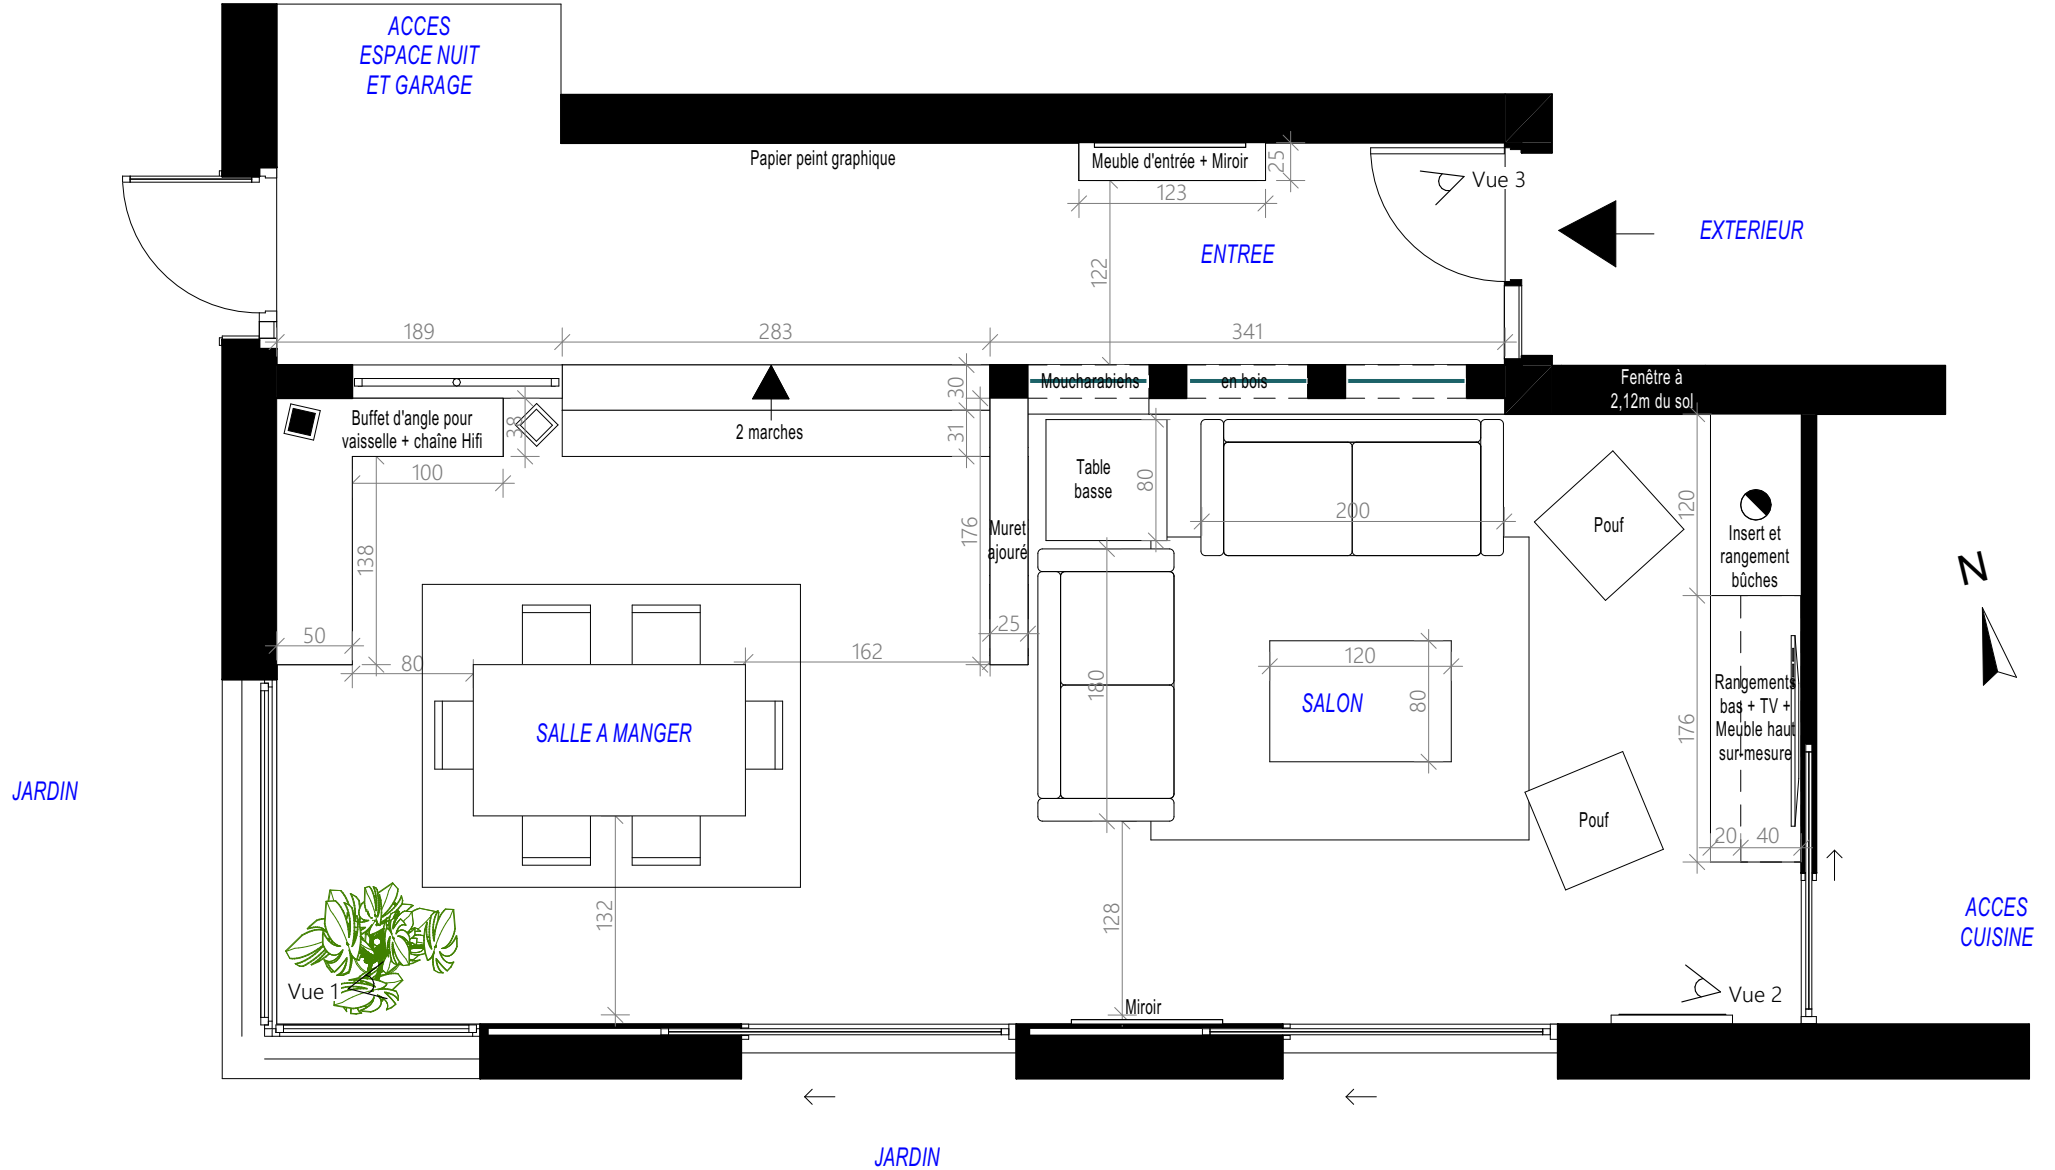 ACCES
ESPACE NUIT
ET GARAGE
Papier peint graphique
Meuble d'entrée + Miroir
25
Vue 3
123
ENTREE
EXTERIEUR
122
189
283
341
30
Moucharabiehs
en bois
Fenêtre à
2,12m du sol
Buffet d'angle pour
vaisselle + chaîne Hifi
38
2 marches
31
100
Table
basse
80
200
Pouf
120
Insert et
rangement
bûches
Muret
ajouré
176
138
N
50
80
162
25
120
180
80
SALON
SALLE A MANGER
Rangements
bas + TV +
Meuble haut
sur-mesure
176
JARDIN
Pouf
20
40
132
128
ACCES
CUISINE
Vue 1
Miroir
Vue 2
JARDIN